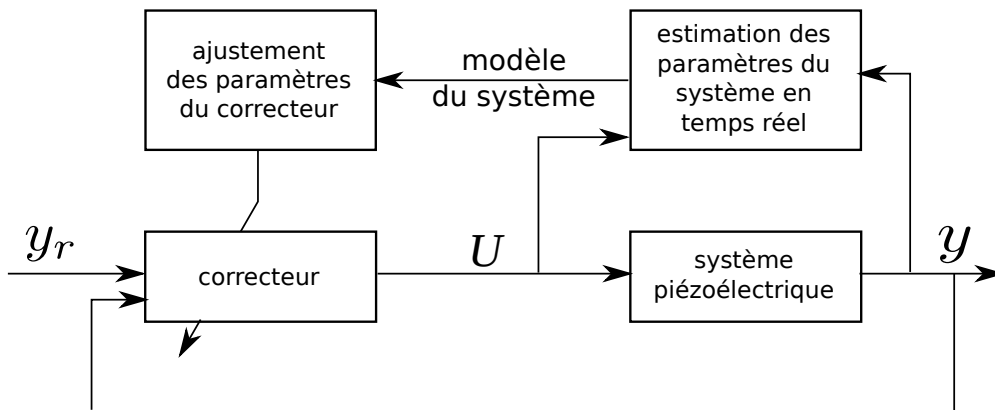 ajustement
des paramètres
du correcteur
modèle
du système
estimation des
paramètres du
système en
temps réel
y_r
correcteur
U
système
piézoélectrique
y